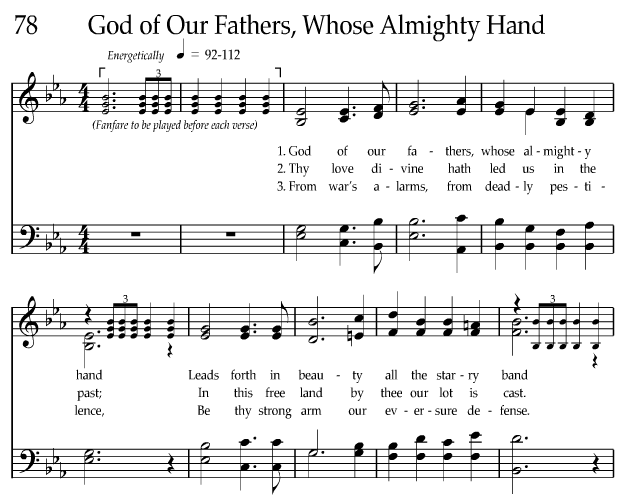 78 God of Our Fathers, Whose Almighty Hand
Energetically ♩ = 92-112
3
(Fanfare to be played before each verse)
1. God of our fa - thers, whose al - might - y
2. Thy love di - vine hath led us in the
3. From war's a - larms, from dead - ly pes - ti -
3 3
hand Leads forth in beau - ty all the star - ry band
past; In this free land by thee our lot is cast.
lence, Be thy strong arm our ev - er - sure de - fense.